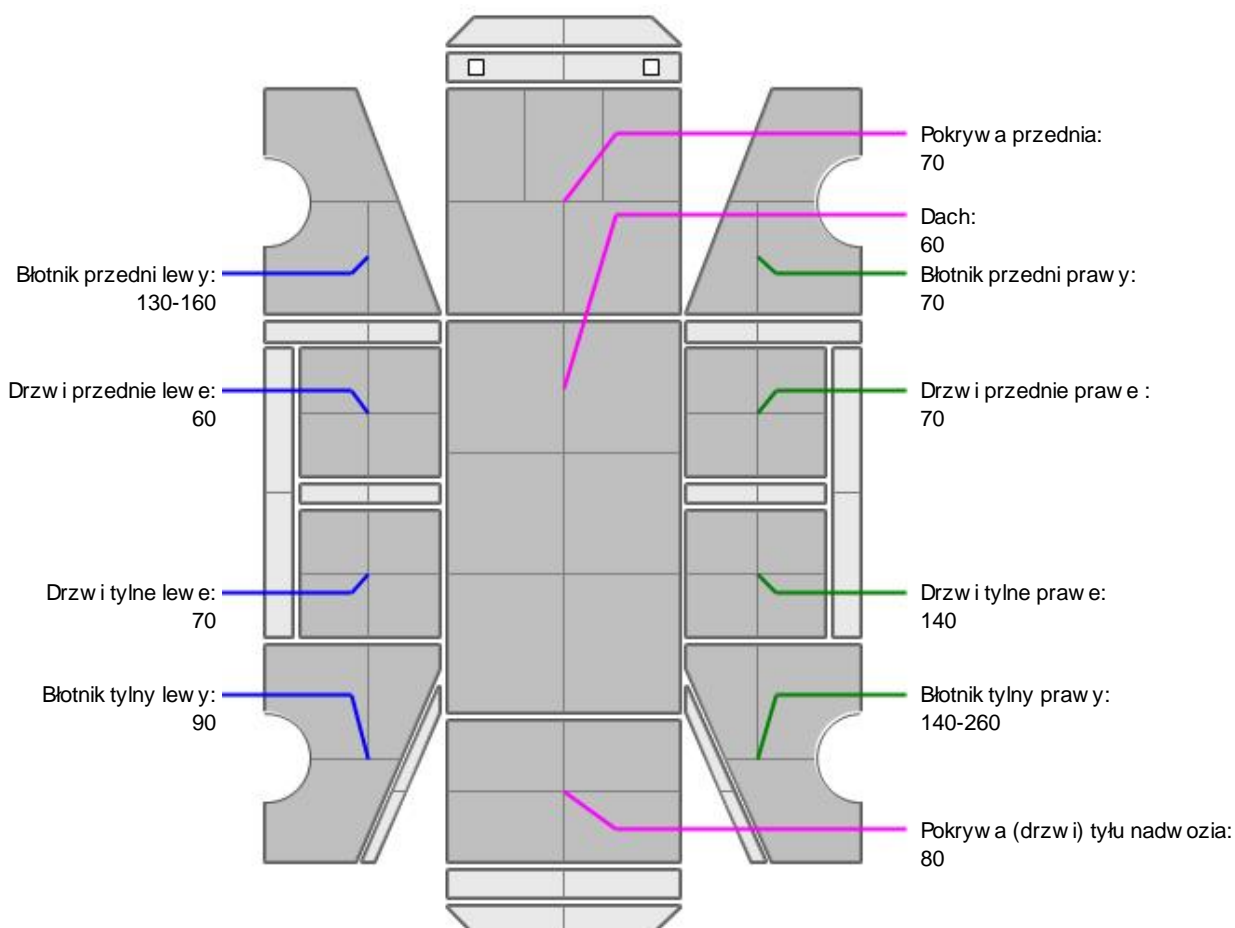 Pokrywa przednia:
70
Dach:
60
Błotnik przedni lewy:
130-160
Błotnik przedni prawy:
70
Drzwi przednie lewe:
60
Drzwi przednie prawe :
70
Drzwi tylne lewe:
70
Drzwi tylne prawe:
140
Błotnik tylny lewy:
90
Błotnik tylny prawy:
140-260
Pokrywa (drzwi) tyłu nadwozia:
80